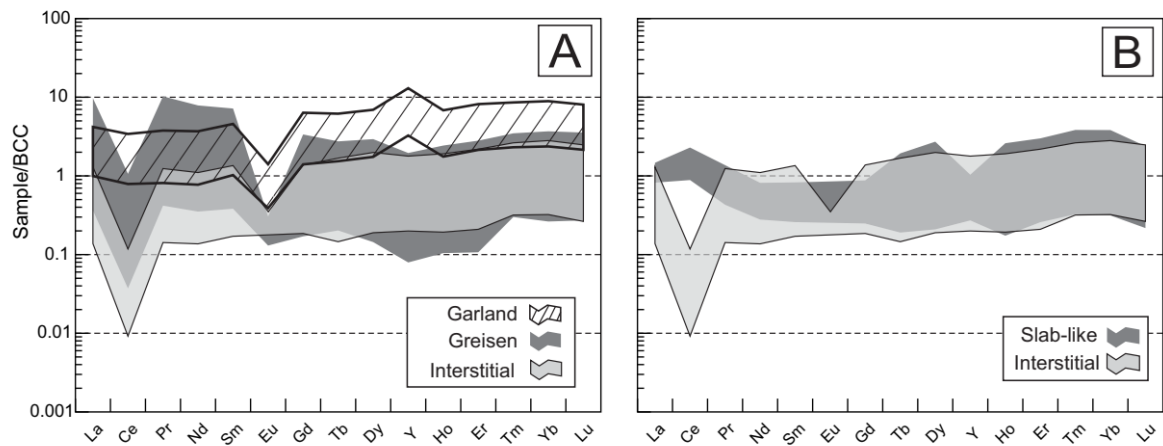 A
B
Sample/BCC
100
10
1
0.1
0.01
0.001
Garland
Greisen
Interstitial
Slab-like
Interstitial
La Ce Pr Nd Sm Eu Gd Tb Dy Y Ho Er Tm Yb Lu
La Ce Pr Nd Sm Eu Gd Tb Dy Y Ho Er Tm Yb Lu